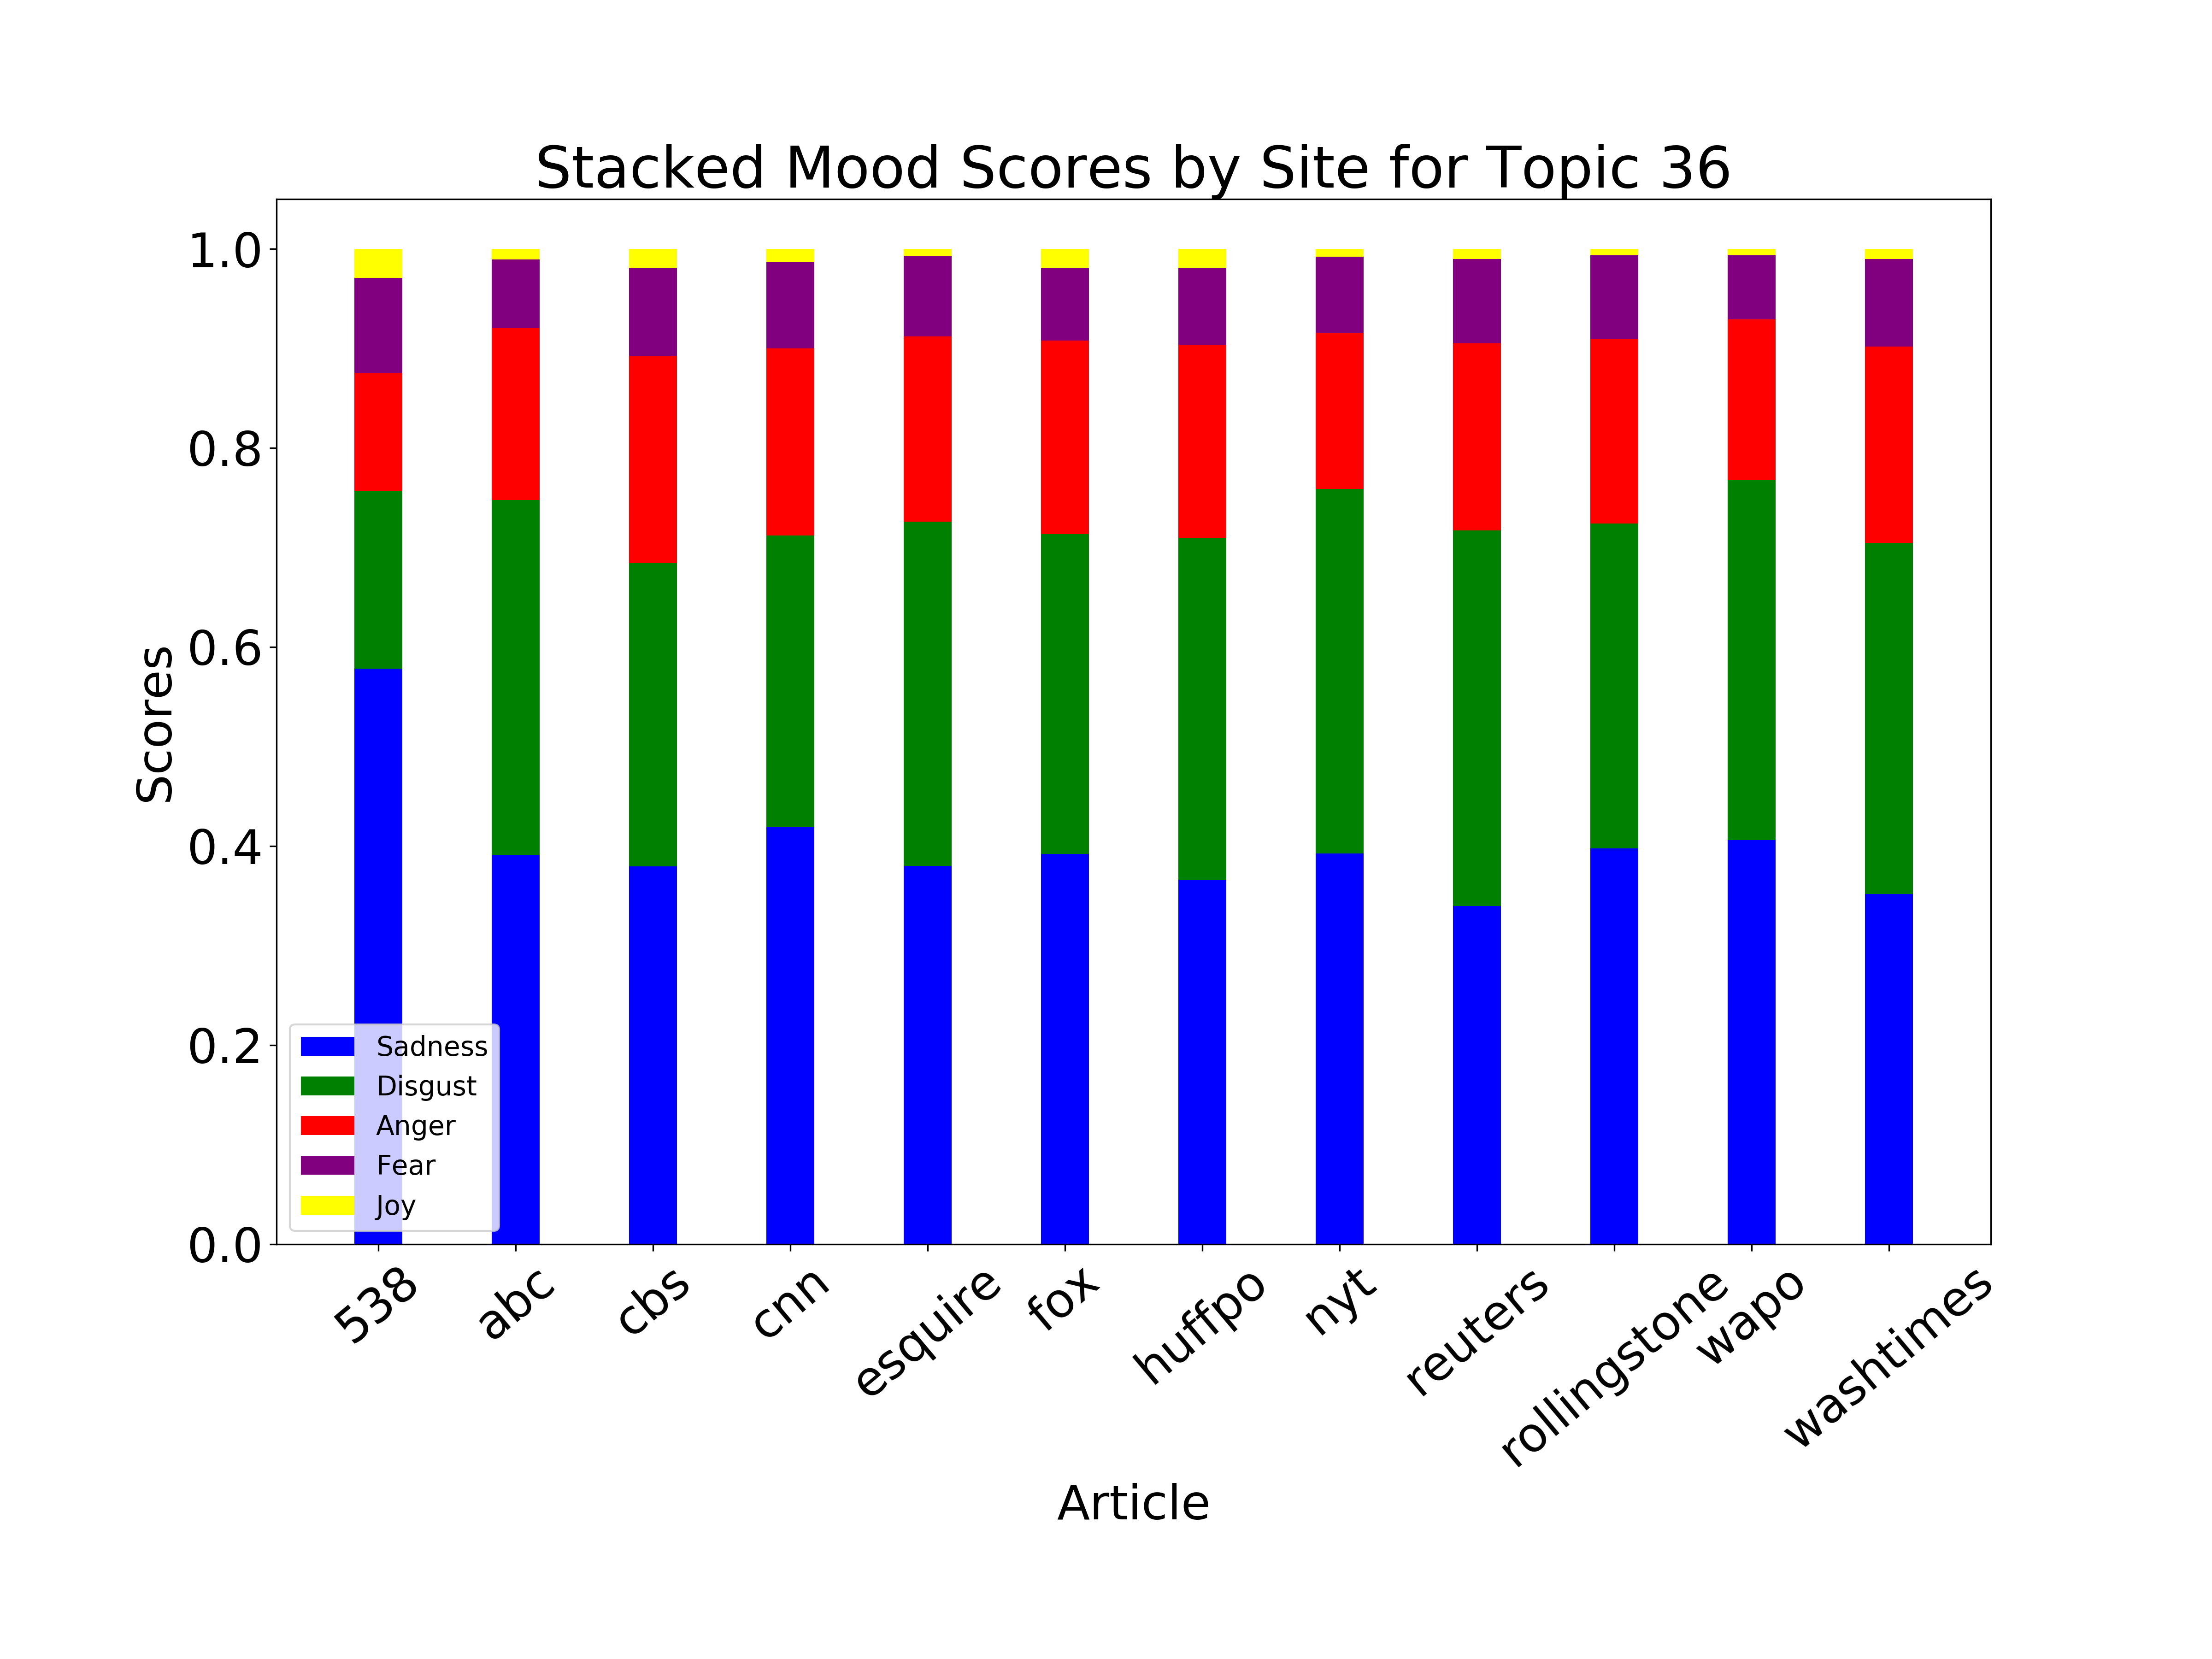 Stacked Mood Scores by Site for Topic 36
1.0
0.8
0.6
0.4
0.2
0.0
Scores
Sadness
Disgust
Anger
Fear
Joy
538
abc
cbs
cnn
esquire
fox
huffpo
nyt
reuters
rollingstone
wapo
washtimes
Article